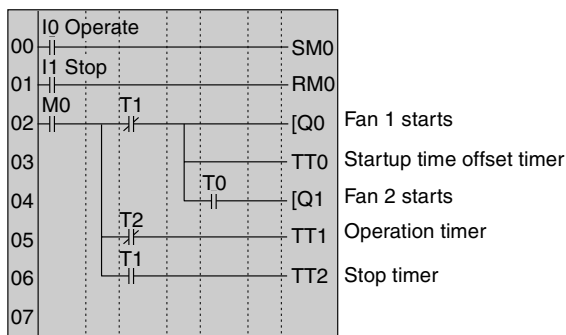 I0 Operate
00 SM0
I1 Stop
01 RM0
M0 T1
02 [Q0 Fan 1 starts
03 TT0 Startup time offset timer
T0
04 [Q1 Fan 2 starts
T2
05 TT1 Operation timer
T1
06 TT2 Stop timer
07